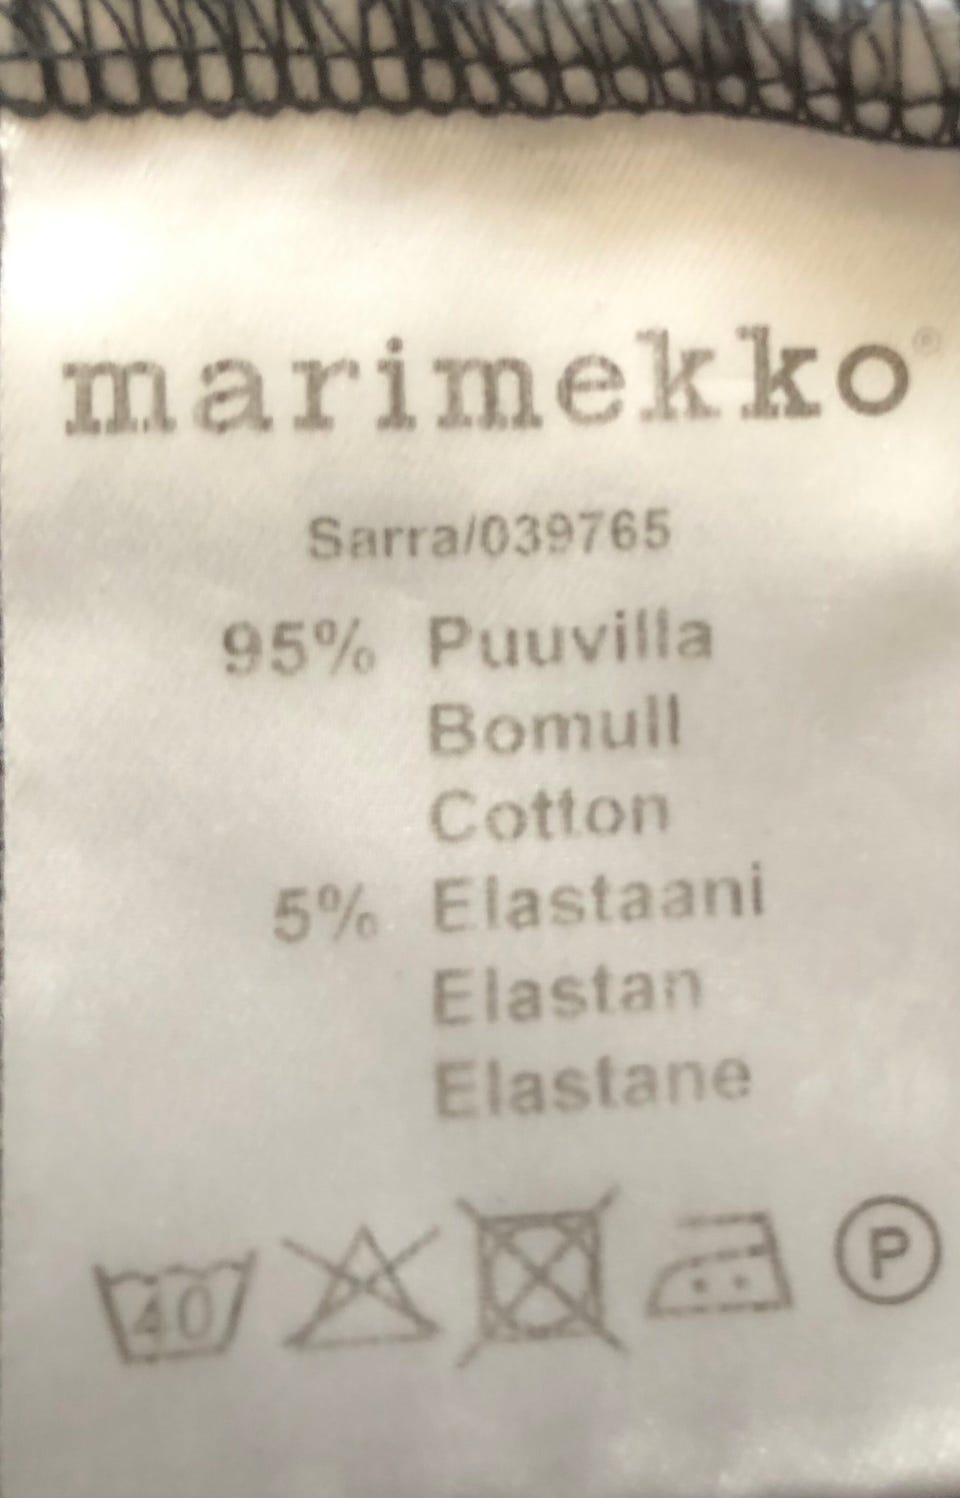 marimekko®
Sarra/039765
95% Puuvilla
Bomull
Cotton
5% Elastaani
Elastan
Elastane
40 P